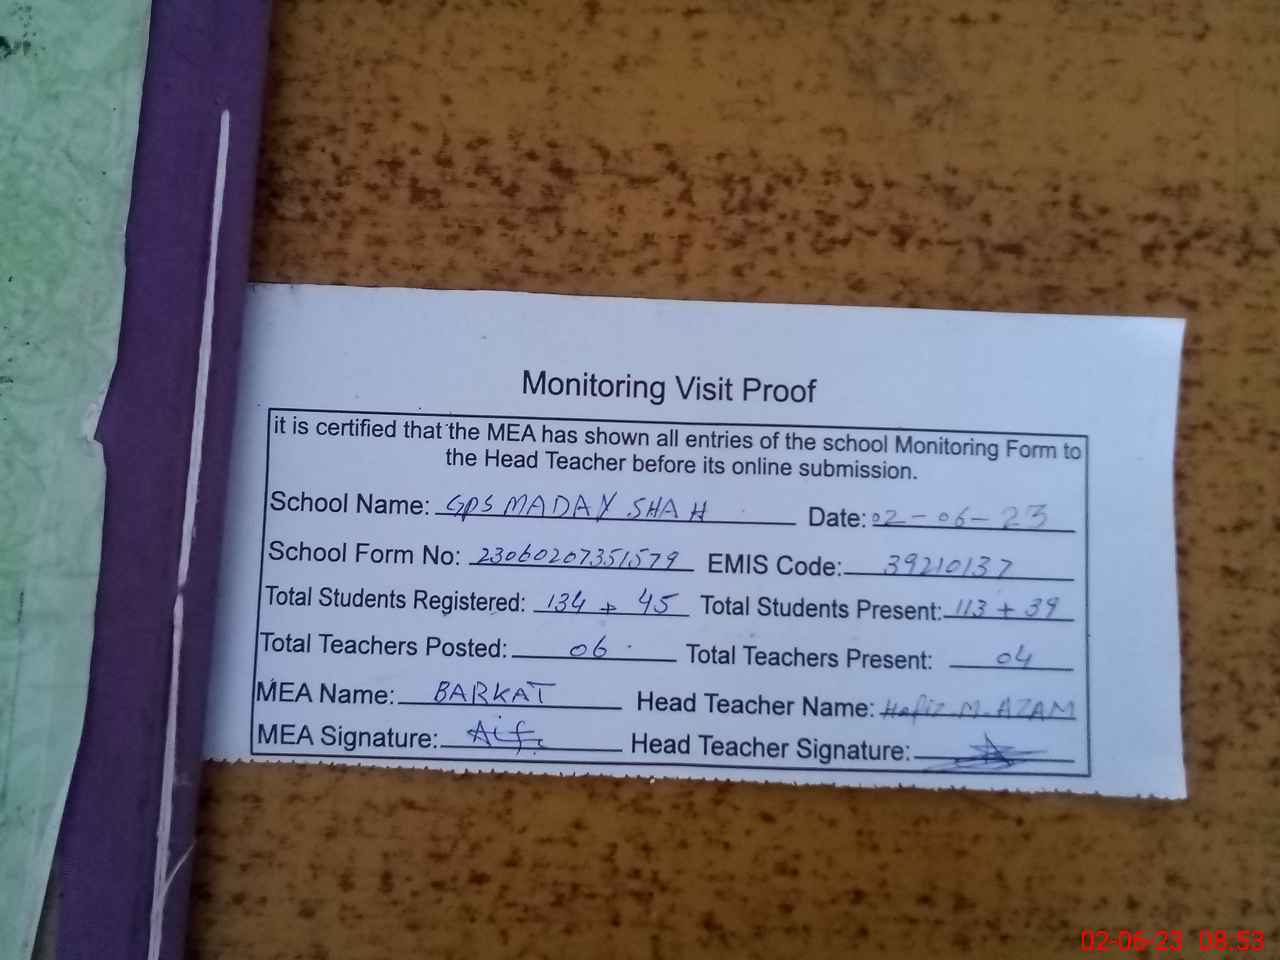 Monitoring Visit Proof
it is certified that the MEA has shown all entries of the school Monitoring Form to
the Head Teacher before its online submission.
School Name: GPS MADAN SHAH Date: 02-06-23
School Form No: 23060207351579 EMIS Code: 39210137
Total Students Registered: 134 + 45 Total Students Present: 113 + 39
Total Teachers Posted: 06 Total Teachers Present: 04
MEA Name: BARKAT Head Teacher Name: Hafiz M. AZAM
MEA Signature: Head Teacher Signature:
02-06-23 08:53